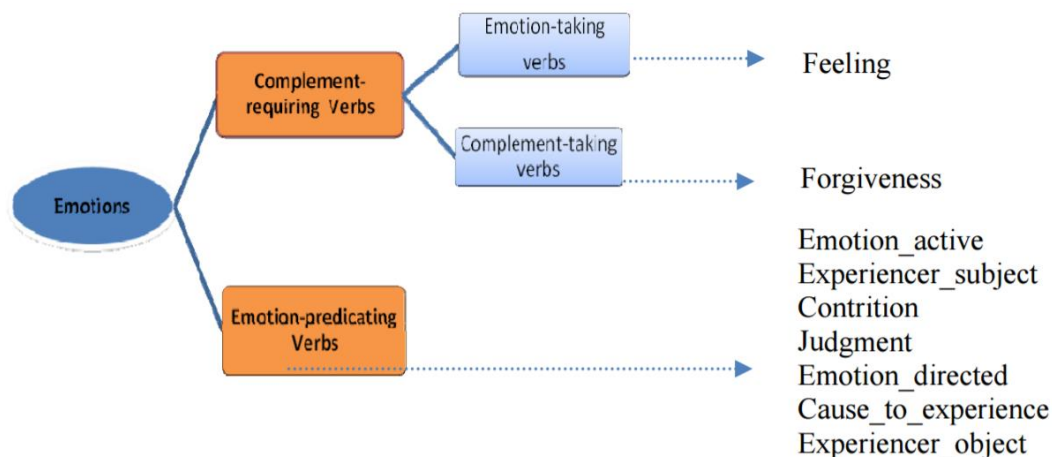 Emotions
Complement-
requiring Verbs
Emotion-taking
verbs
Feeling
Complement-taking
verbs
Forgiveness
Emotion-predicating
Verbs
Emotion_active
Experiencer_subject
Contrition
Judgment
Emotion_directed
Cause_to_experience
Experiencer_object